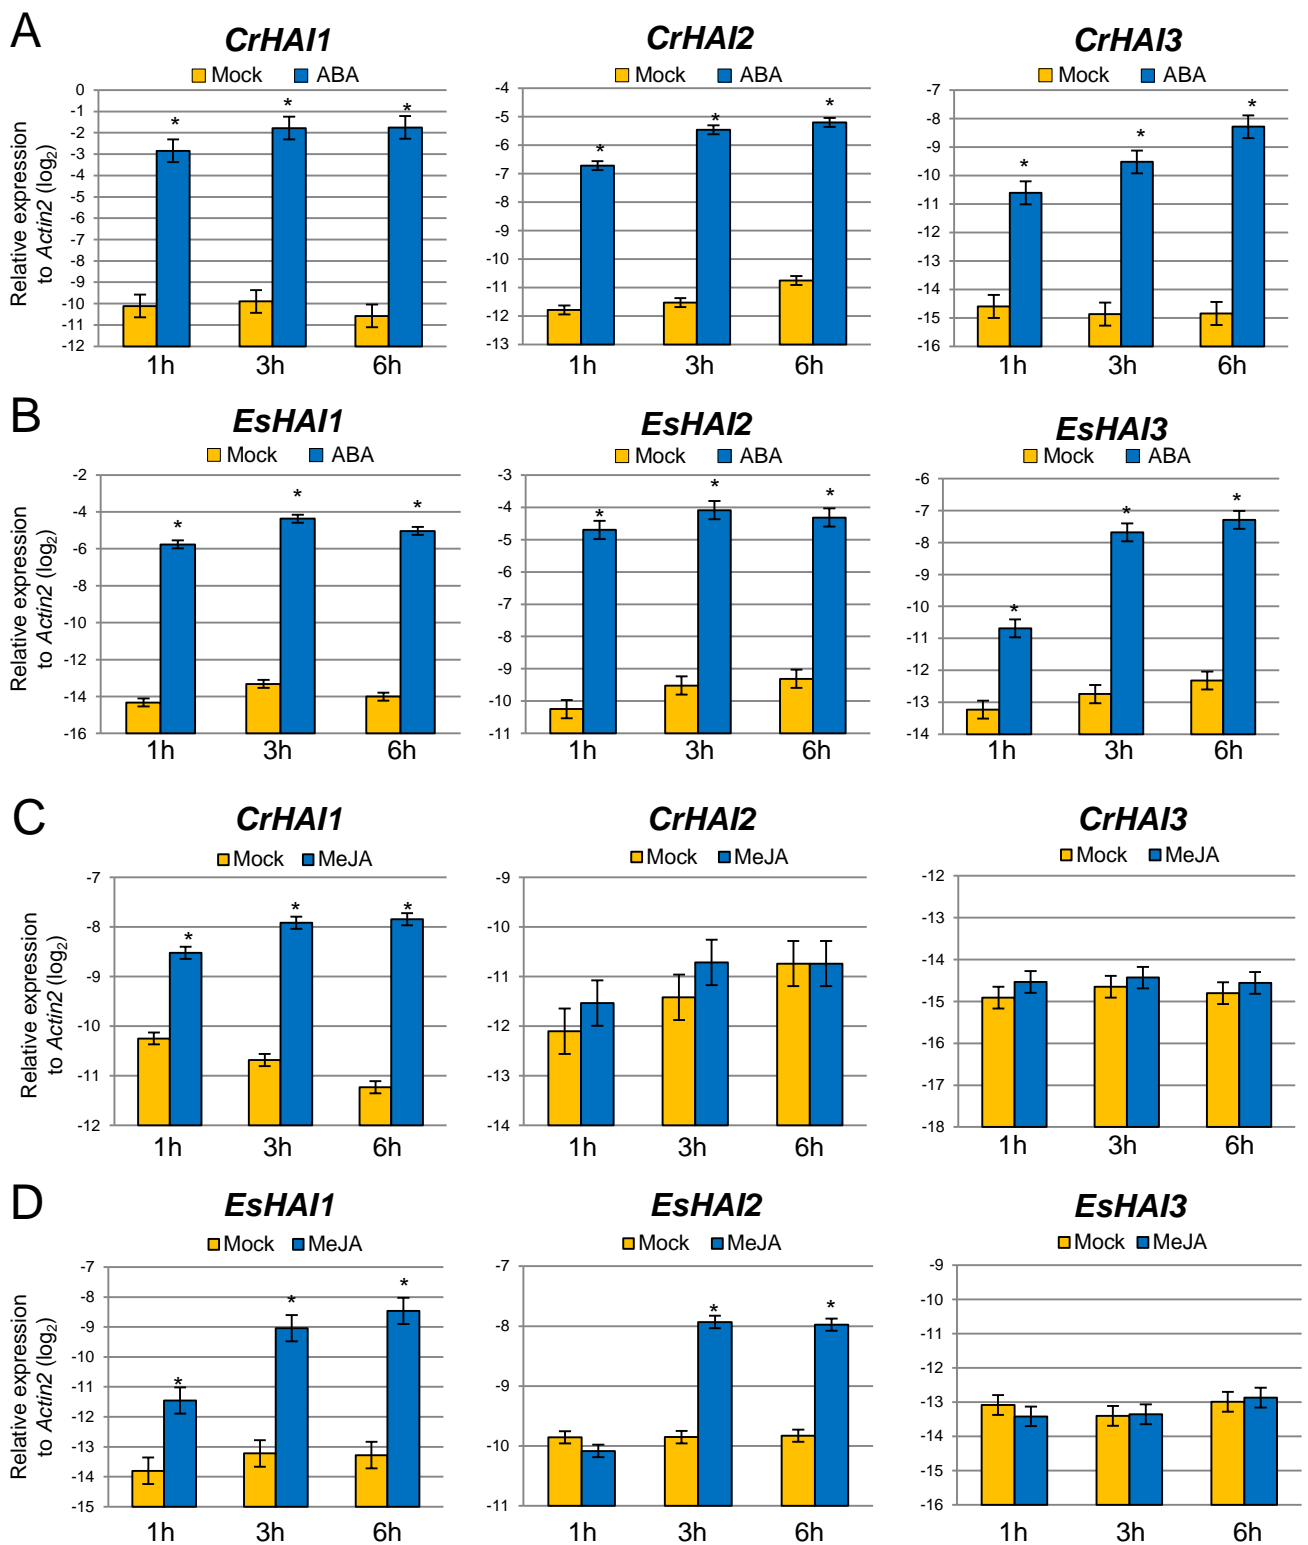 A
CrHAI1
CrHAI2
CrHAI3
Mock ABA
Mock ABA
Mock ABA
Relative expression
to Actin2 (log2)
0
-1
-2
-3
-4
-5
-6
-7
-8
-9
-10
-11
-12
* * *
1h 3h 6h
-4
-5
-6
-7
-8
-9
-10
-11
-12
-13
* * *
1h 3h 6h
-7
-8
-9
-10
-11
-12
-13
-14
-15
-16
* * *
1h 3h 6h
B
EsHAI1
EsHAI2
EsHAI3
Mock ABA
Mock ABA
Mock ABA
Relative expression
to Actin2 (log2)
-2
-4
-6
-8
-10
-12
-14
-16
* * *
1h 3h 6h
-3
-4
-5
-6
-7
-8
-9
-10
-11
* * *
1h 3h 6h
-6
-7
-8
-9
-10
-11
-12
-13
-14
* * *
1h 3h 6h
C
CrHAI1
CrHAI2
CrHAI3
Mock MeJA
Mock MeJA
Mock MeJA
Relative expression
to Actin2 (log2)
-7
-8
-9
-10
-11
-12
* * *
1h 3h 6h
-9
-10
-11
-12
-13
-14
1h 3h 6h
-12
-13
-14
-15
-16
-17
-18
1h 3h 6h
D
EsHAI1
EsHAI2
EsHAI3
Mock MeJA
Mock MeJA
Mock MeJA
Relative expression
to Actin2 (log2)
-7
-8
-9
-10
-11
-12
-13
-14
-15
* * *
1h 3h 6h
-7
-8
-9
-10
-11
* *
1h 3h 6h
-9
-10
-11
-12
-13
-14
-15
-16
1h 3h 6h